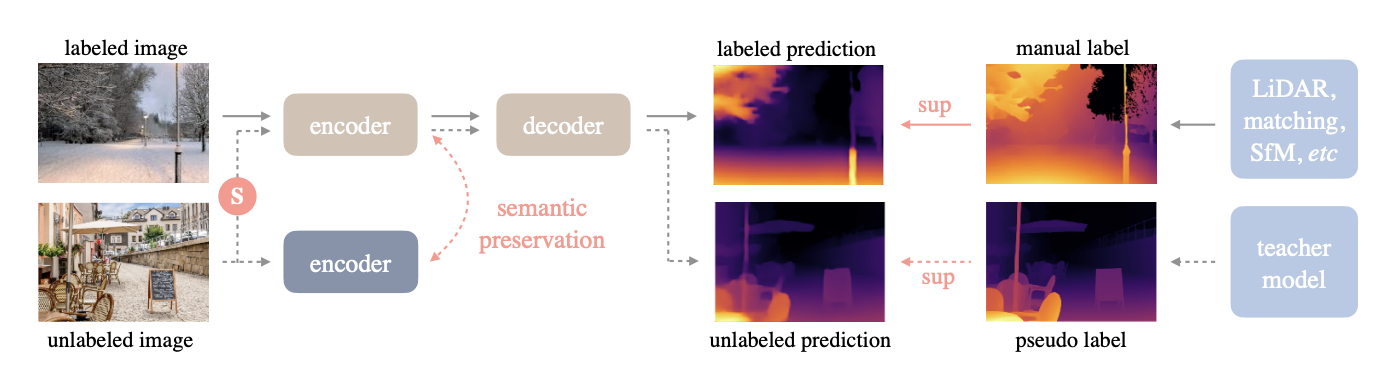 labeled image
unlabeled image
S
encoder
encoder
decoder
semantic
preservation
labeled prediction
unlabeled prediction
sup
sup
manual label
pseudo label
LiDAR,
matching,
SfM, etc
teacher
model